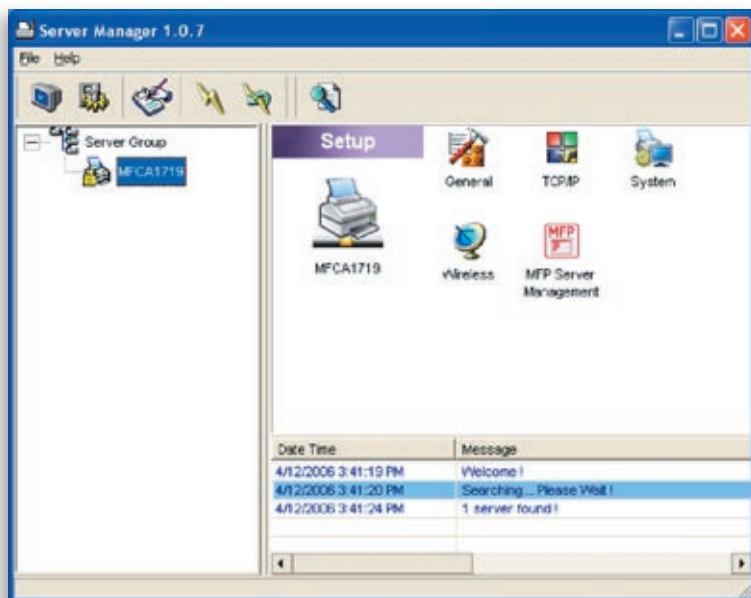 Server Manager 1.0.7
File Help
Server Group
MFCA1719
Setup
MFCA1719
General
TCP/IP
System
Wireless
MFP
MFP Server
Management
Date Time Message
4/12/2006 3:41:19 PM Welcome !
4/12/2006 3:41:20 PM Searching... Please Wait !
4/12/2006 3:41:24 PM 1 server found !